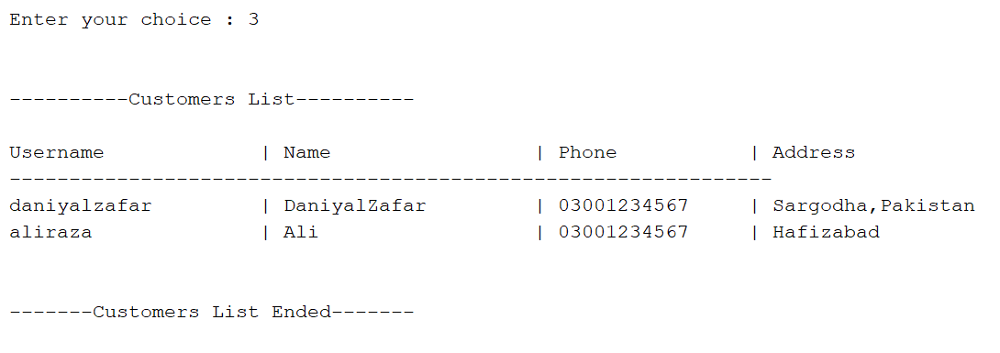 Enter your choice : 3
----------Customers List----------
Username             | Name                 | Phone           | Address
----------------------------------------------------------------
daniyalzafar         | DaniyalZafar         | 03001234567     | Sargodha,Pakistan
aliraza              | Ali                  | 03001234567     | Hafizabad
-------Customers List Ended-------